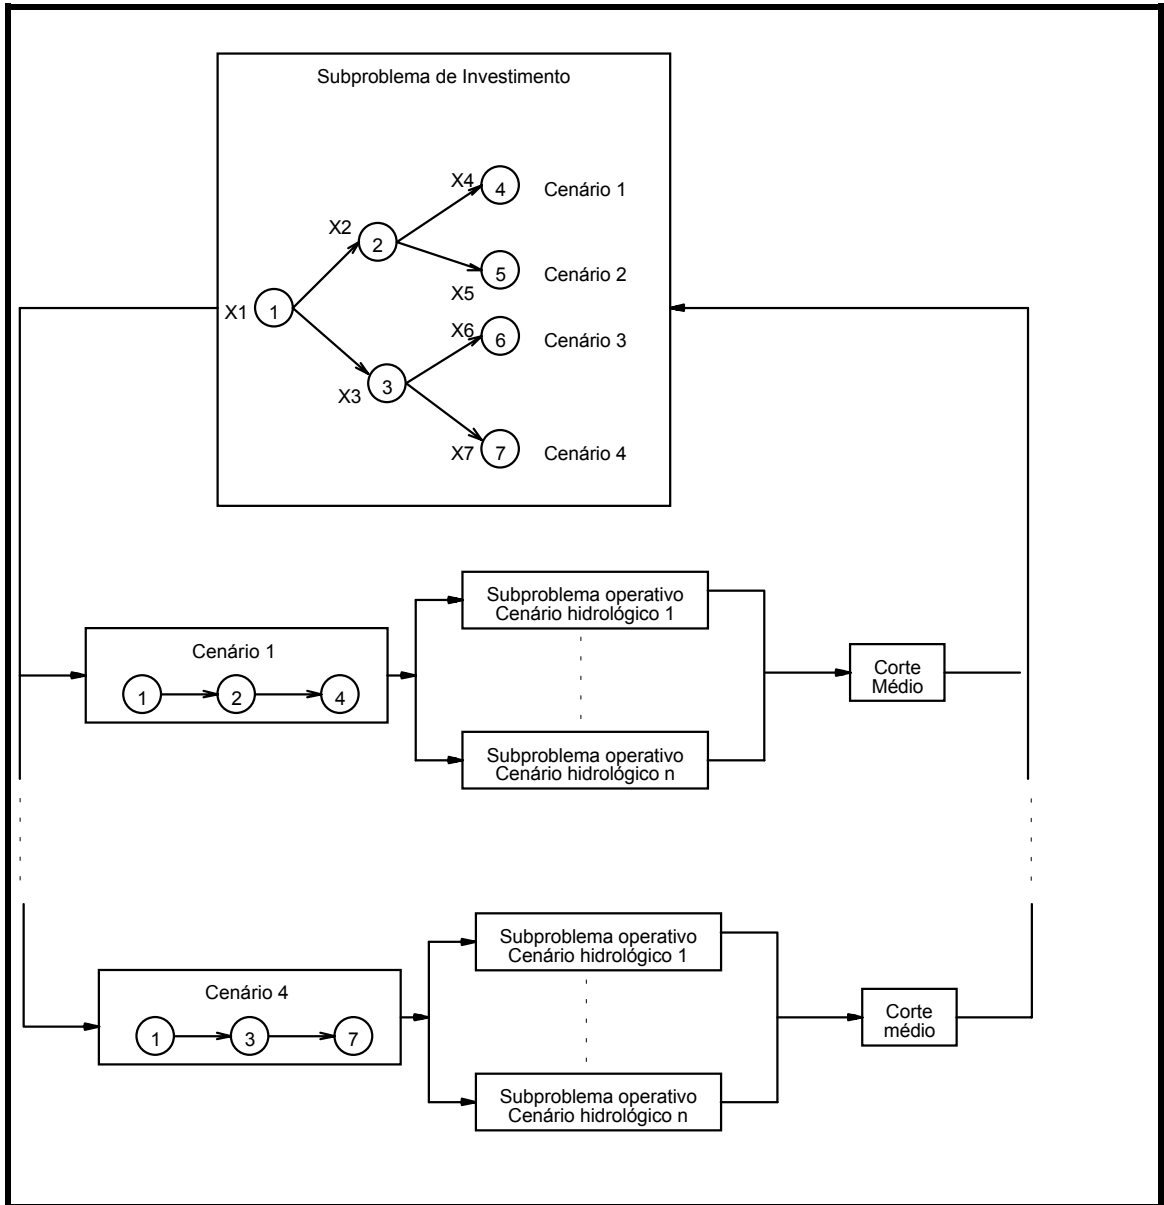 Subproblema de Investimento
X4 4 Cenário 1
X2 2
5 Cenário 2
X5
X1 1
X6 6 Cenário 3
X3 3
X7 7 Cenário 4
Subproblema operativo
Cenário hidrológico 1
Cenário 1
1 2 4
Corte
Médio
Subproblema operativo
Cenário hidrológico n
Subproblema operativo
Cenário hidrológico 1
Cenário 4
1 3 7
Corte
médio
Subproblema operativo
Cenário hidrológico n